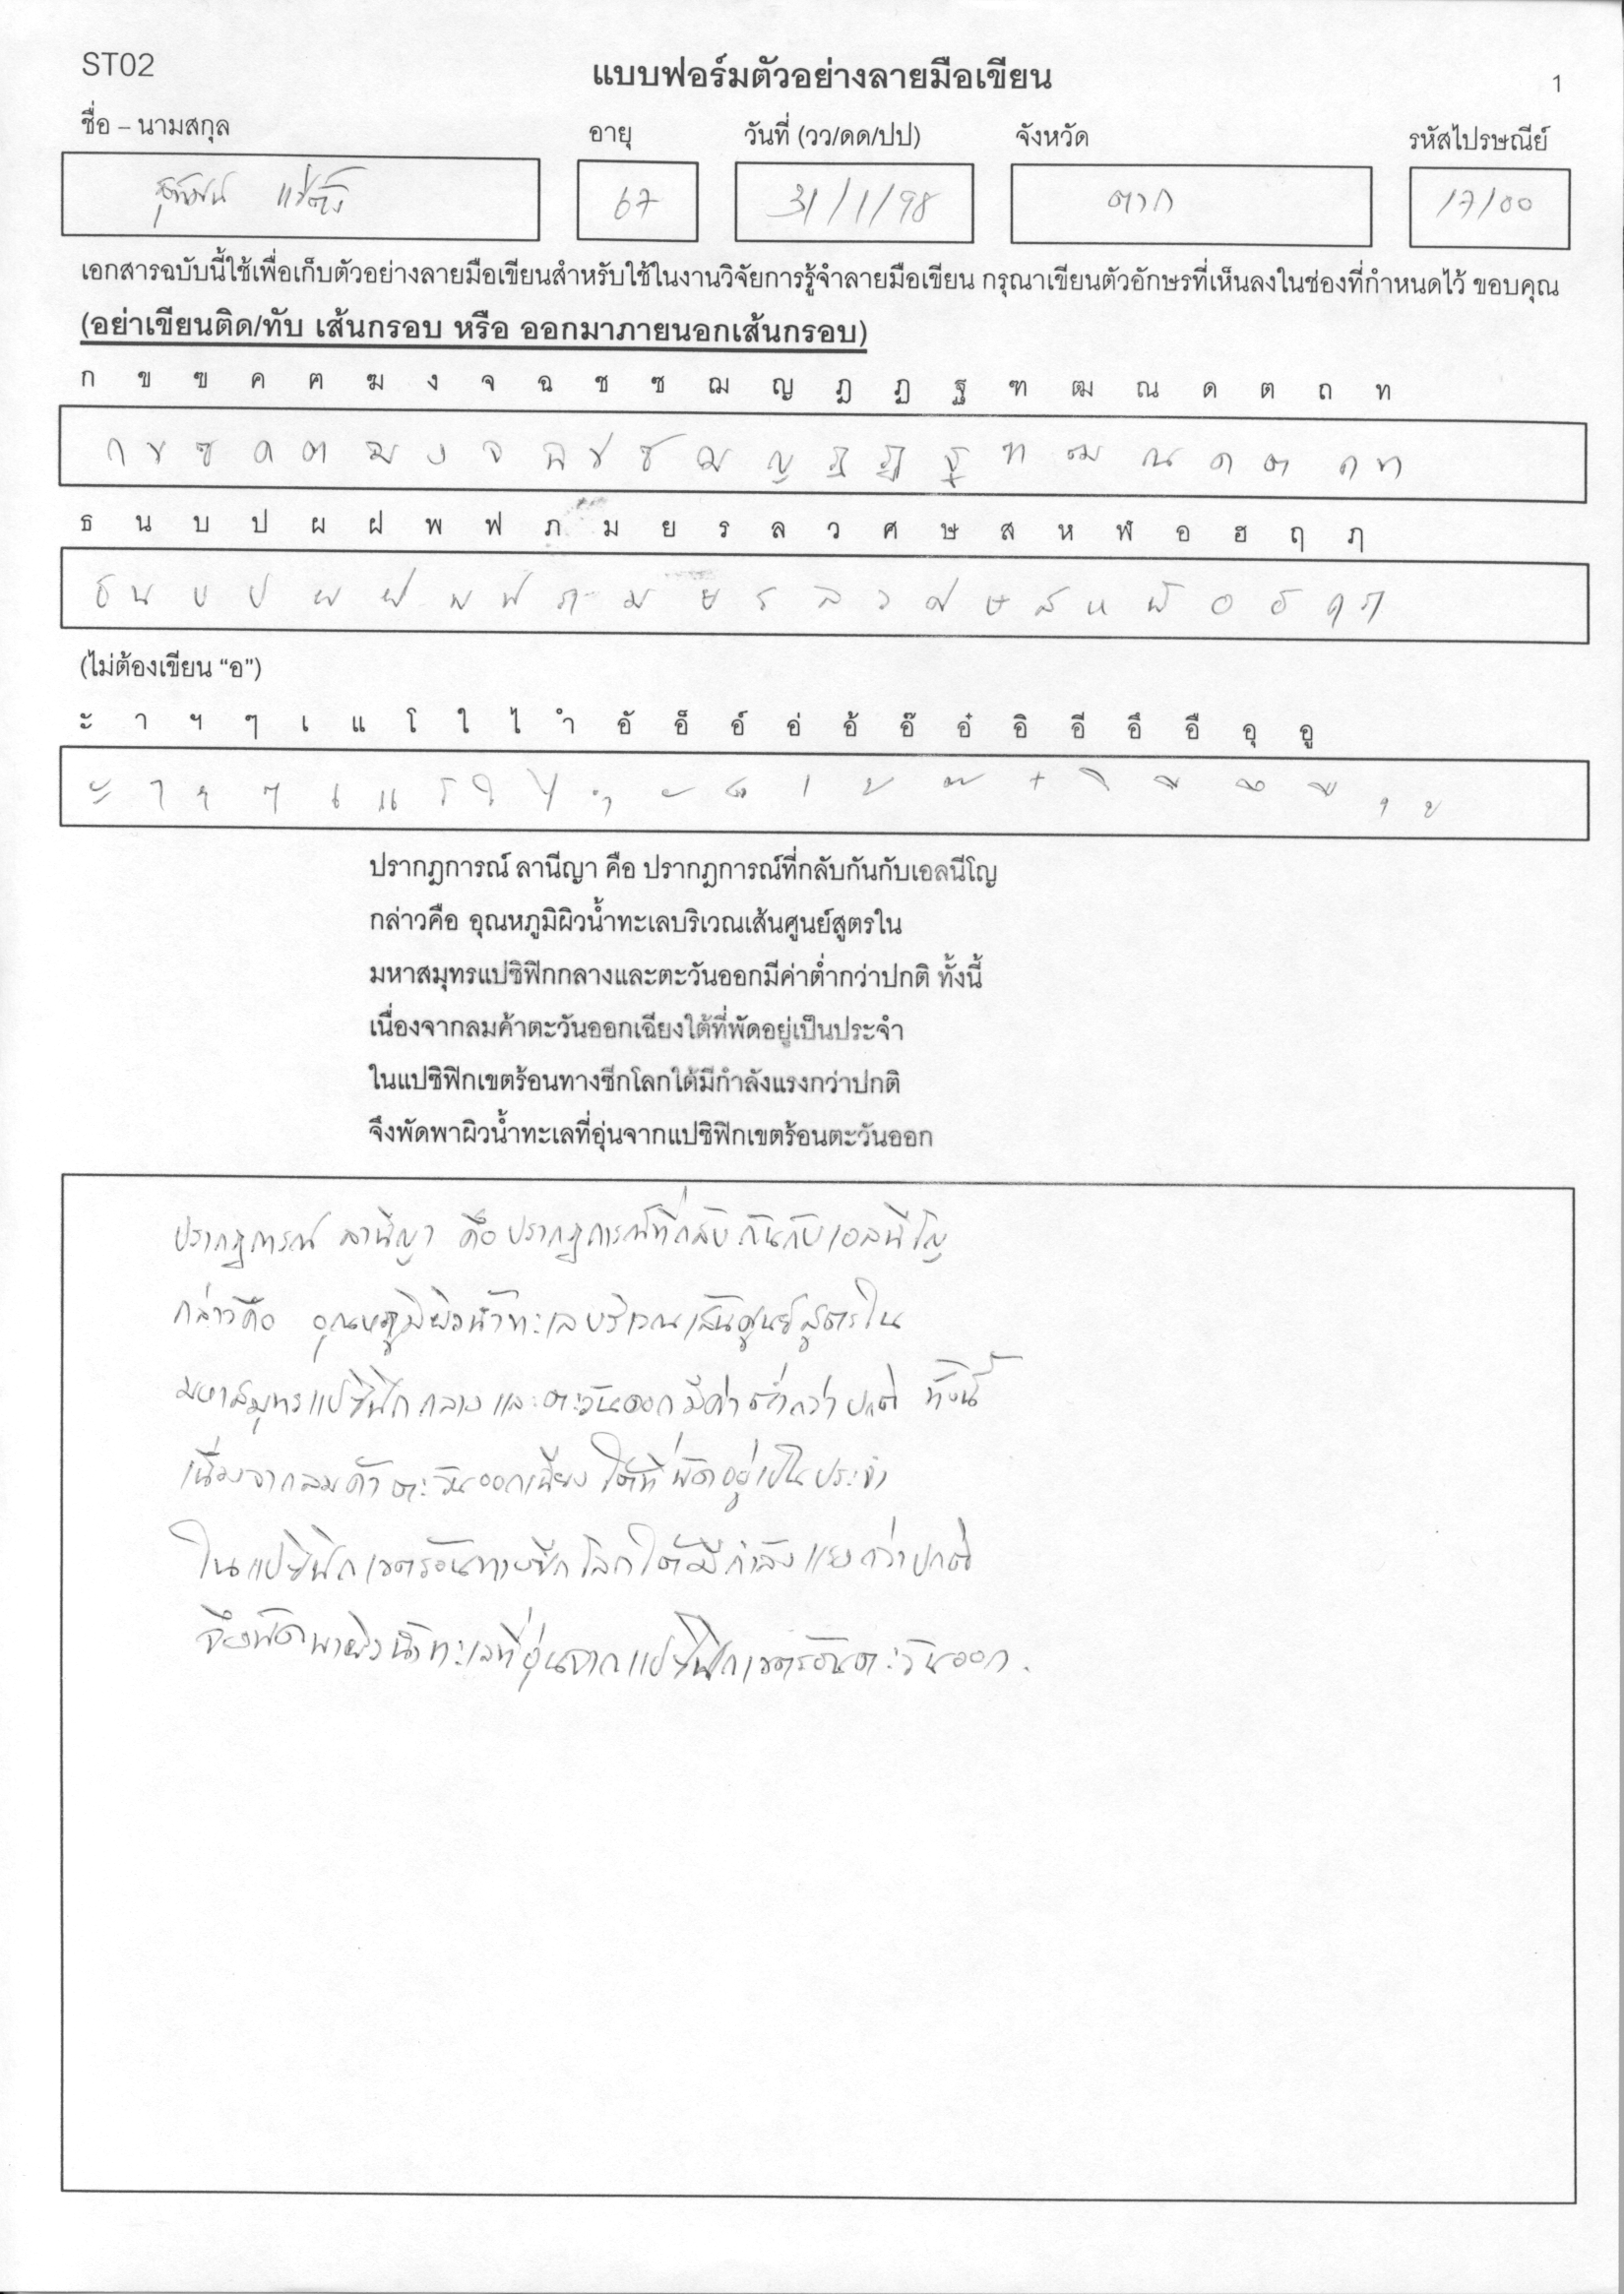 ST02
แบบฟอร์มตัวอย่างลายมือเขียน
1
ชื่อ – นามสกุล อายุ วันที่ (วว/ดด/ปป) จังหวัด รหัสไปรษณีย์
แซ่ตั้ง 67 31/1/98 ตาก 17100
เอกสารฉบับนี้ใช้เพื่อเก็บตัวอย่างลายมือเขียนสำหรับใช้ในงานวิจัยการรู้จำลายมือเขียน กรุณาเขียนตัวอักษรที่เห็นลงในช่องที่กำหนดไว้ ขอบคุณ
(อย่าเขียนติด/ทับ เส้นกรอบ หรือ ออกมาภายนอกเส้นกรอบ)
ก ข ฃ ค ฅ ฆ ง จ ฉ ช ซ ฌ ญ ฎ ฏ ฐ ฑ ฒ ณ ด ต ถ ท
ก ข ฃ ค ฅ ฆ ง จ ฉ ช ซ ฌ ญ ฎ ฏ ฐ ฑ ฒ ณ ด ต ถ ท
ธ น บ ป ผ ฝ พ ฟ ภ ม ย ร ล ว ศ ษ ส ห ฬ อ ฮ ฤ ฦ
ธ น บ ป ผ ฝ พ ฟ ภ ม ย ร ล ว ศ ษ ส ห ฬ อ ฮ ฤ ฦ
(ไม่ต้องเขียน “อ”)
ะ า ฯ ๆ เ แ โ ใ ไ ำ อั อ็ อ์ อ่ อ้ อ๊ อ๋ อิ อี อึ อื อุ อู
ะ า ฯ ๆ เ แ โ ใ ไ ำ ั ็ ่ ้ ๊ ๋ ิ ี ึ ื ุ ู
ปรากฏการณ์ ลานีญา คือ ปรากฏการณ์ที่กลับกันกับเอลนีโญ
กล่าวคือ อุณหภูมิผิวน้ำทะเลบริเวณเส้นศูนย์สูตรใน
มหาสมุทรแปซิฟิกกลางและตะวันออกมีค่าต่ำกว่าปกติ ทั้งนี้
เนื่องจากลมค้าตะวันออกเฉียงใต้ที่พัดอยู่เป็นประจำ
ในแปซิฟิกเขตร้อนทางซีกโลกใต้มีกำลังแรงกว่าปกติ
จึงพัดพาผิวน้ำทะเลที่อุ่นจากแปซิฟิกเขตร้อนตะวันออก
ปรากฏการณ์ ลานีญา คือ ปรากฏการณ์ที่กลับกันกับเอลนีโญ
กล่าวคือ อุณหภูมิผิวน้ำทะเลบริเวณเส้นศูนย์สูตรใน
มหาสมุทรแปซิฟิกกลางและตะวันออกมีค่าต่ำกว่าปกติ ทั้งนี้
เนื่องจากลมค้าตะวันออกเฉียงใต้ที่พัดอยู่เป็นประจำ
ในแปซิฟิกเขตร้อนทางซีกโลกใต้มีกำลังแรงกว่าปกติ
จึงพัดพาผิวน้ำทะเลที่อุ่นจากแปซิฟิกเขตร้อนตะวันออก.